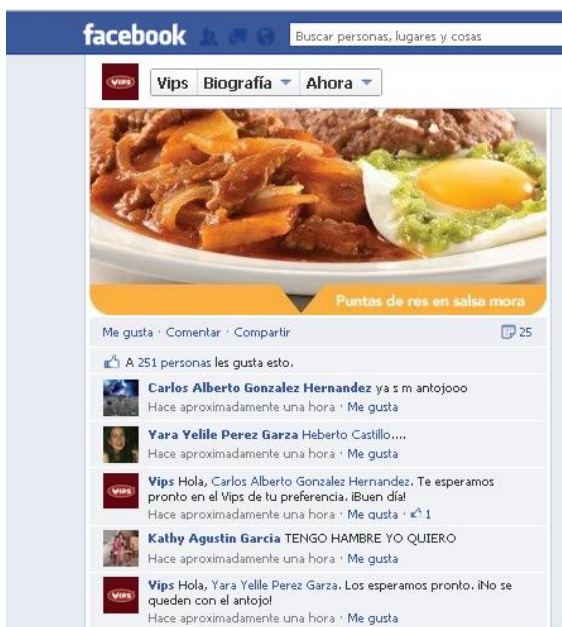 facebook Buscar personas, lugares y cosas
VIPS Vips Biografía Ahora
Puntas de res en salsa mora
Me gusta · Comentar · Compartir 25
A 251 personas les gusta esto.
Carlos Alberto Gonzalez Hernandez ya s m antojooo
Hace aproximadamente una hora · Me gusta
Yara Yelile Perez Garza Heberto Castillo....
Hace aproximadamente una hora · Me gusta
VIPS Vips Hola, Carlos Alberto Gonzalez Hernandez. Te esperamos
pronto en el Vips de tu preferencia. ¡Buen día!
Hace aproximadamente una hora · Me gusta · 1
Kathy Agustin Garcia TENGO HAMBRE YO QUIERO
Hace aproximadamente una hora · Me gusta
VIPS Vips Hola, Yara Yelile Perez Garza. Los esperamos pronto. ¡No se
queden con el antojo!
Hace aproximadamente una hora · Me gusta